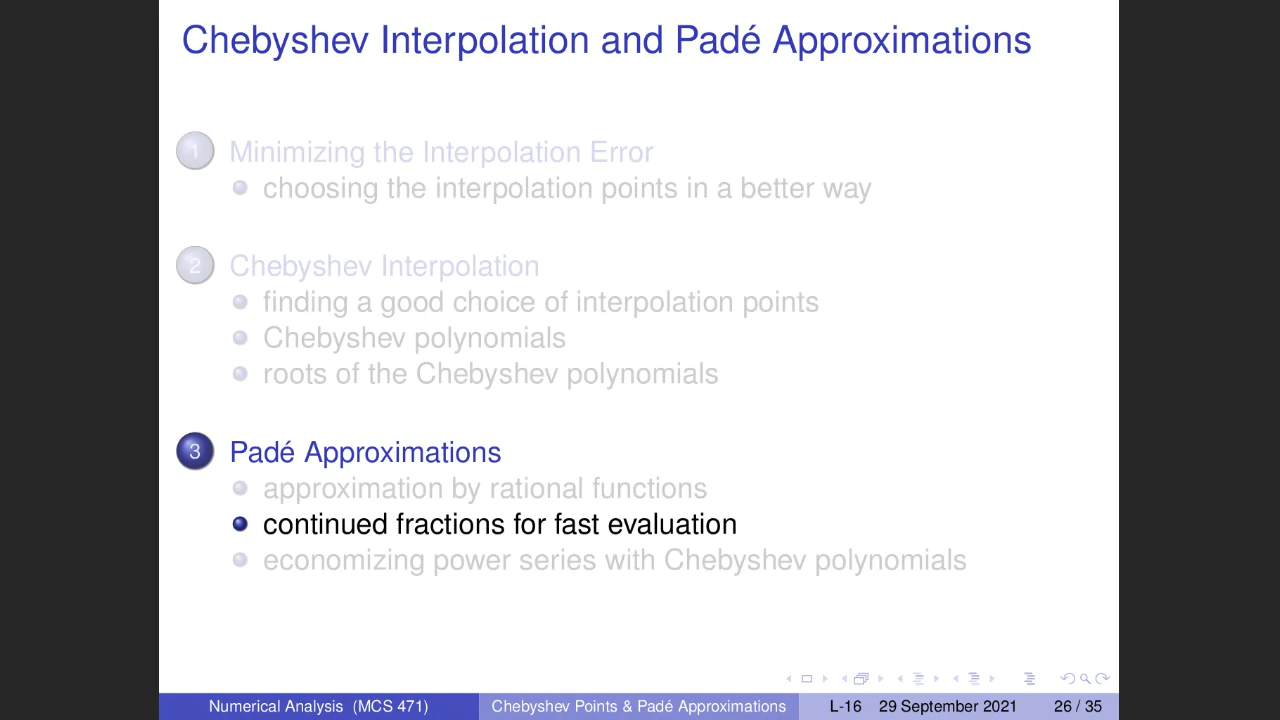 Chebyshev Interpolation and Padé Approximations
1 Minimizing the Interpolation Error
choosing the interpolation points in a better way
2 Chebyshev Interpolation
finding a good choice of interpolation points
Chebyshev polynomials
roots of the Chebyshev polynomials
3 Padé Approximations
approximation by rational functions
continued fractions for fast evaluation
economizing power series with Chebyshev polynomials
Numerical Analysis (MCS 471) Chebyshev Points & Padé Approximations L-16 29 September 2021 26 / 35